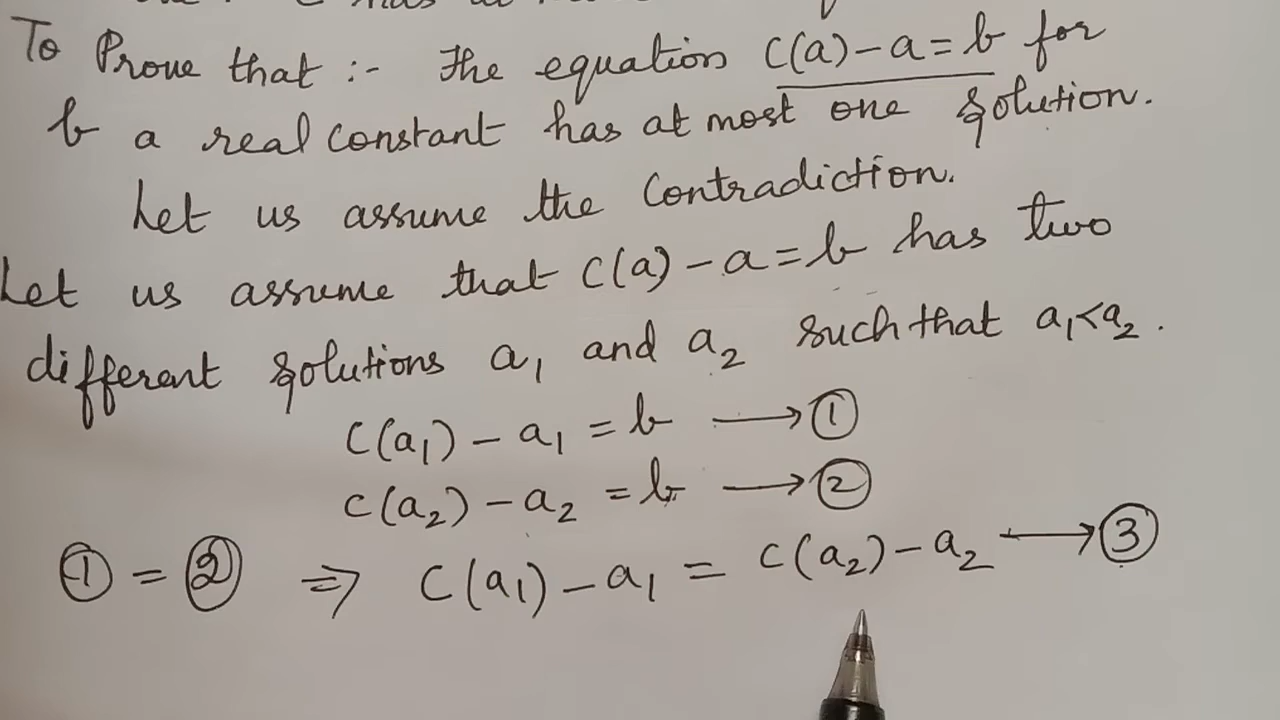 To Prove that :- The equation C(a) - a = b for
b a real constant has at most one solution.
Let us assume the Contradiction.
Let us assume that C(a) - a = b has two
different solutions a₁ and a₂ such that a₁<a₂.
C(a₁) - a₁ = b ⟶ ①
C(a₂) - a₂ = b ⟶ ②
① = ② ⇒ C(a₁) - a₁ = C(a₂) - a₂ ⟶ ③